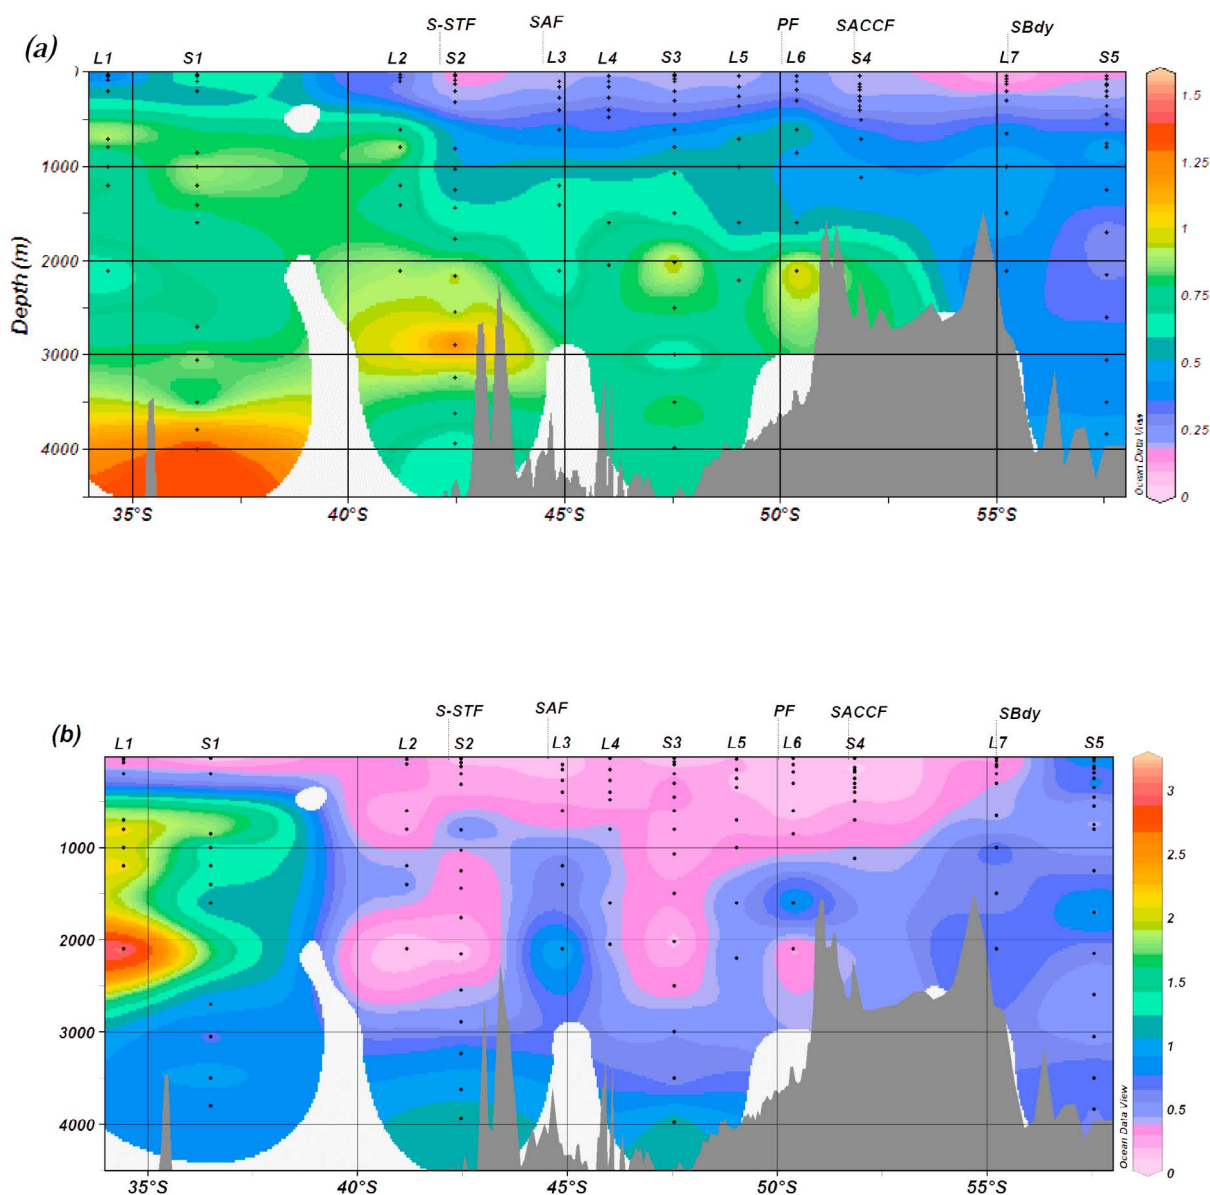 S-STF SAF PF SACCF SBdy
(a)
L1 S1 L2 S2 L3 L4 S3 L5 L6 S4 L7 S5
)
1000
2000
3000
4000
Depth (m)
35°S 40°S 45°S 50°S 55°S
1.5
1.25
1
0.75
0.5
0.25
0
Ocean Data View
S-STF SAF PF SACCF SBdy
(b)
L1 S1 L2 S2 L3 L4 S3 L5 L6 S4 L7 S5
1000
2000
3000
4000
35°S 40°S 45°S 50°S 55°S
3
2.5
2
1.5
1
0.5
0
Ocean Data View